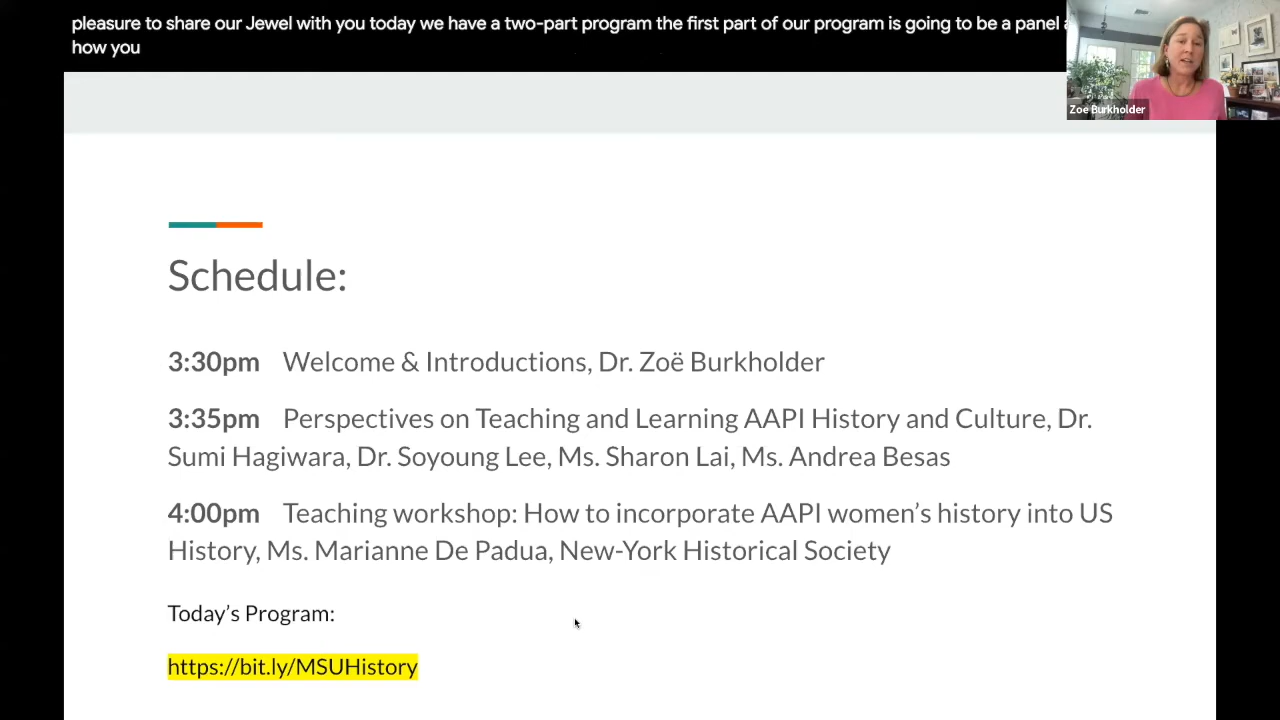 pleasure to share our Jewel with you today we have a two-part program the first part of our program is going to be a panel
how you
Zoe Burkholder
Schedule:
3:30pm Welcome & Introductions, Dr. Zoë Burkholder
3:35pm Perspectives on Teaching and Learning AAPI History and Culture, Dr.
Sumi Hagiwara, Dr. Soyoung Lee, Ms. Sharon Lai, Ms. Andrea Besas
4:00pm Teaching workshop: How to incorporate AAPI women’s history into US
History, Ms. Marianne De Padua, New-York Historical Society
Today’s Program:
https://bit.ly/MSUHistory